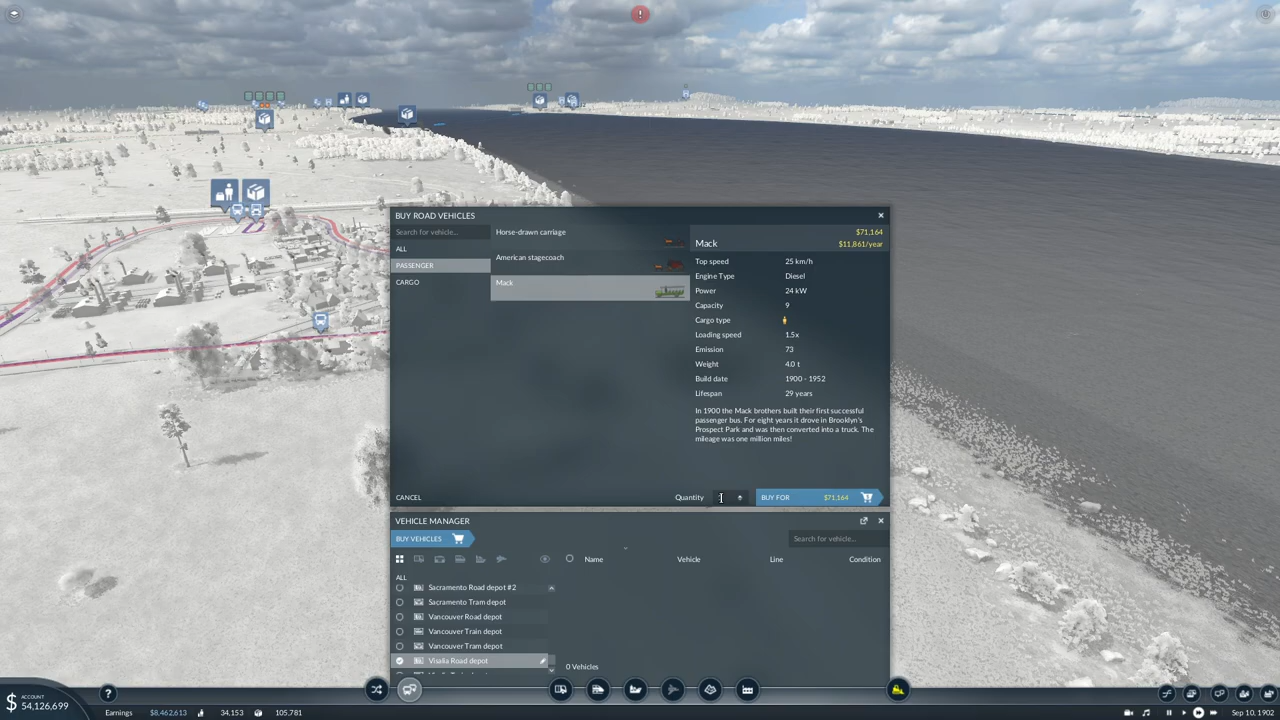 BUY ROAD VEHICLES
Search for vehicle...
ALL
PASSENGER
CARGO
Horse-drawn carriage
American stagecoach
Mack
$71,164
Mack
$11,861/year
Top speed 25 km/h
Engine Type Diesel
Power 24 kW
Capacity 9
Cargo type
Loading speed 1.5x
Emission 73
Weight 4.0 t
Build date 1900 - 1952
Lifespan 29 years
In 1900 the Mack brothers built their first successful
passenger bus. For eight years it drove in Brooklyn's
Prospect Park and was then converted into a truck. The
mileage was one million miles!
CANCEL
Quantity
BUY FOR $71,164
VEHICLE MANAGER
BUY VEHICLES
Search for vehicle...
Name Vehicle Line Condition
ALL
Sacramento Road depot #2
Sacramento Tram depot
Vancouver Road depot
Vancouver Train depot
Vancouver Tram depot
Visalia Road depot
0 Vehicles
$ ACCOUNT
54,126,699
?
Earnings $8,462,613 34,153 105,781
Sep 10, 1902